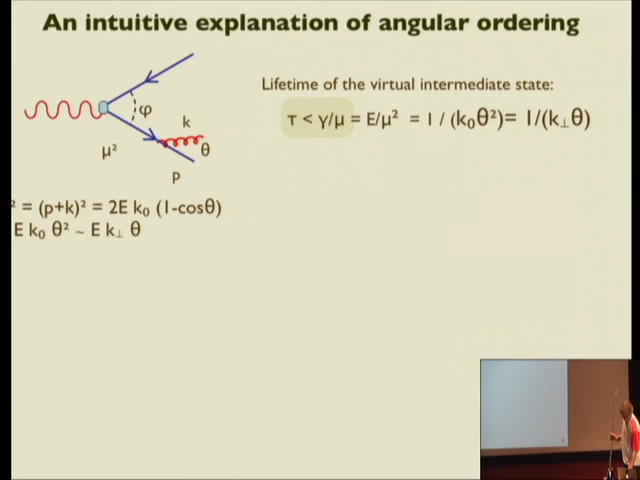 An intuitive explanation of angular ordering
Lifetime of the virtual intermediate state:
τ < γ/μ = E/μ² = 1 / (k₀θ²)= 1/(k⊥θ)
φ
k
θ
μ²
p
² = (p+k)² = 2E k₀ (1-cosθ)
E k₀ θ² ~ E k⊥ θ